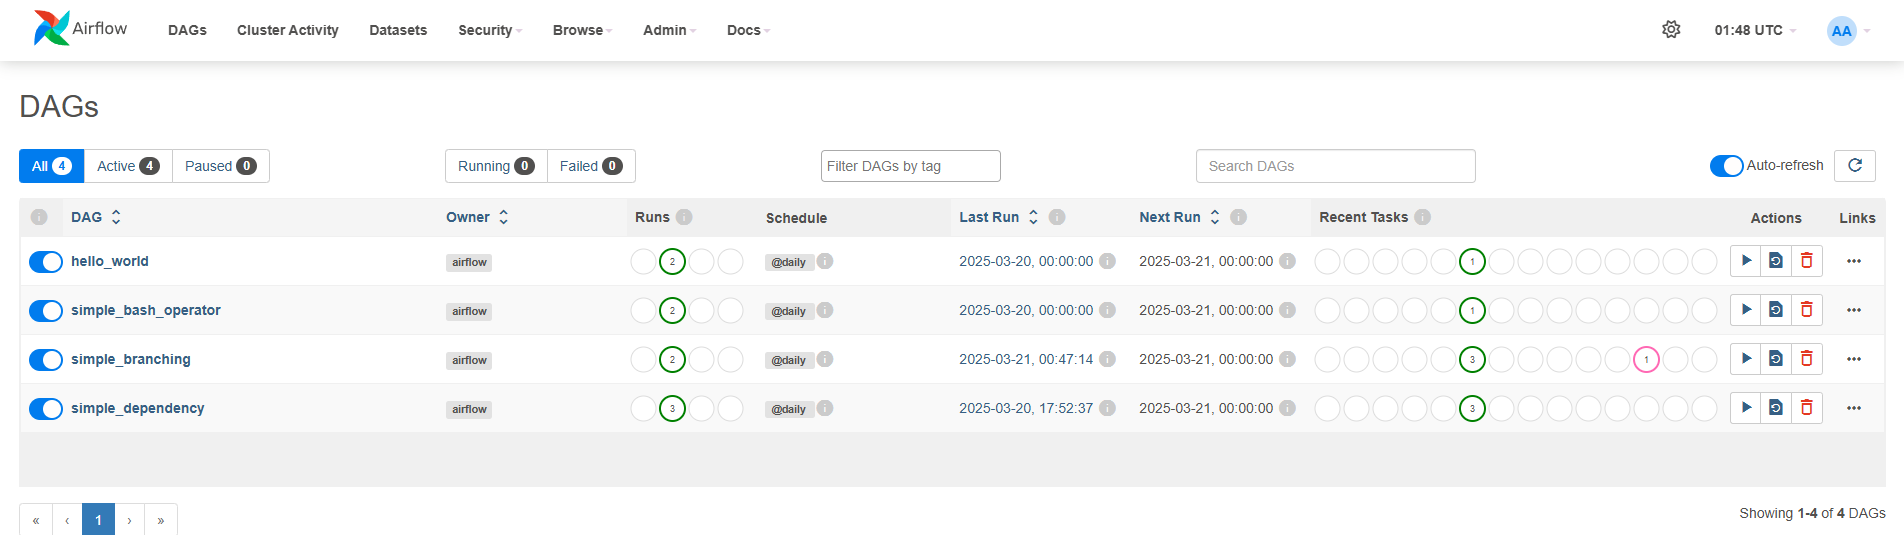 Airflow DAGs Cluster Activity Datasets Security Browse Admin Docs 01:48 UTC AA
DAGs
All 4 Active 4 Paused 0 Running 0 Failed 0 Filter DAGs by tag Search DAGs Auto-refresh
DAG Owner Runs Schedule Last Run Next Run Recent Tasks Actions Links
hello_world airflow 2 @daily 2025-03-20, 00:00:00 2025-03-21, 00:00:00 1
simple_bash_operator airflow 2 @daily 2025-03-20, 00:00:00 2025-03-21, 00:00:00 1
simple_branching airflow 2 @daily 2025-03-21, 00:47:14 2025-03-21, 00:00:00 3 1
simple_dependency airflow 3 @daily 2025-03-20, 17:52:37 2025-03-21, 00:00:00 3
« ‹ 1 › » Showing 1-4 of 4 DAGs